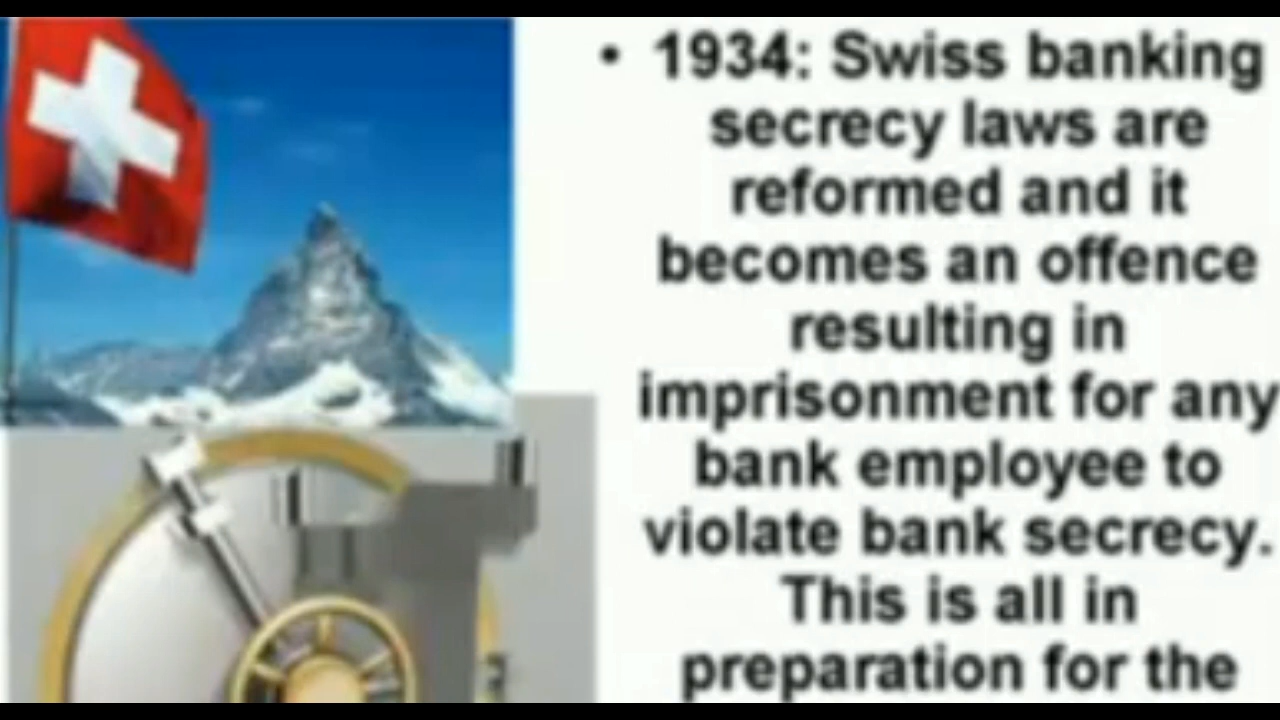 • 1934: Swiss banking
secrecy laws are
reformed and it
becomes an offence
resulting in
imprisonment for any
bank employee to
violate bank secrecy.
This is all in
preparation for the